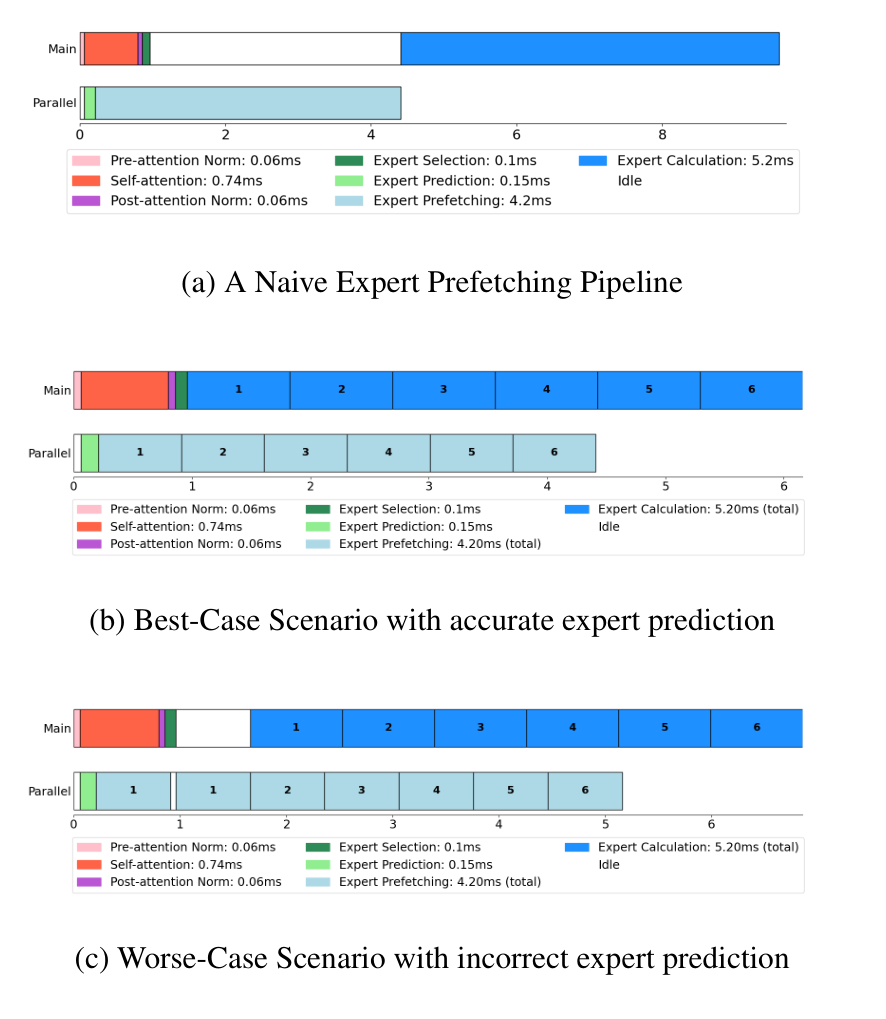 Main
Parallel
0 2 4 6 8
Pre-attention Norm: 0.06ms Expert Selection: 0.1ms Expert Calculation: 5.2ms
Self-attention: 0.74ms Expert Prediction: 0.15ms Idle
Post-attention Norm: 0.06ms Expert Prefetching: 4.2ms
(a) A Naive Expert Prefetching Pipeline
Main 1 2 3 4 5 6
Parallel 1 2 3 4 5 6
0 1 2 3 4 5 6
Pre-attention Norm: 0.06ms Expert Selection: 0.1ms Expert Calculation: 5.20ms (total)
Self-attention: 0.74ms Expert Prediction: 0.15ms Idle
Post-attention Norm: 0.06ms Expert Prefetching: 4.20ms (total)
(b) Best-Case Scenario with accurate expert prediction
Main 1 2 3 4 5 6
Parallel 1 1 2 3 4 5 6
0 1 2 3 4 5 6
Pre-attention Norm: 0.06ms Expert Selection: 0.1ms Expert Calculation: 5.20ms (total)
Self-attention: 0.74ms Expert Prediction: 0.15ms Idle
Post-attention Norm: 0.06ms Expert Prefetching: 4.20ms (total)
(c) Worse-Case Scenario with incorrect expert prediction